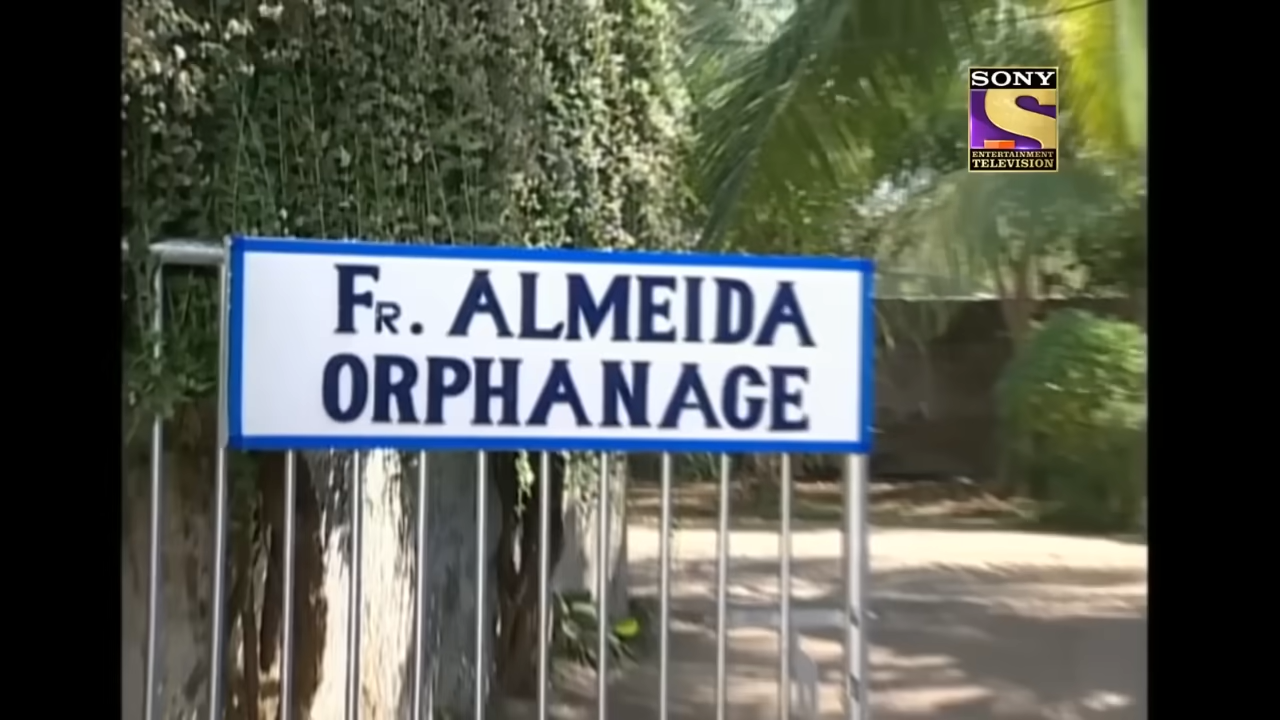 SONY
ENTERTAINMENT
TELEVISION
Fr. ALMEIDA
ORPHANAGE